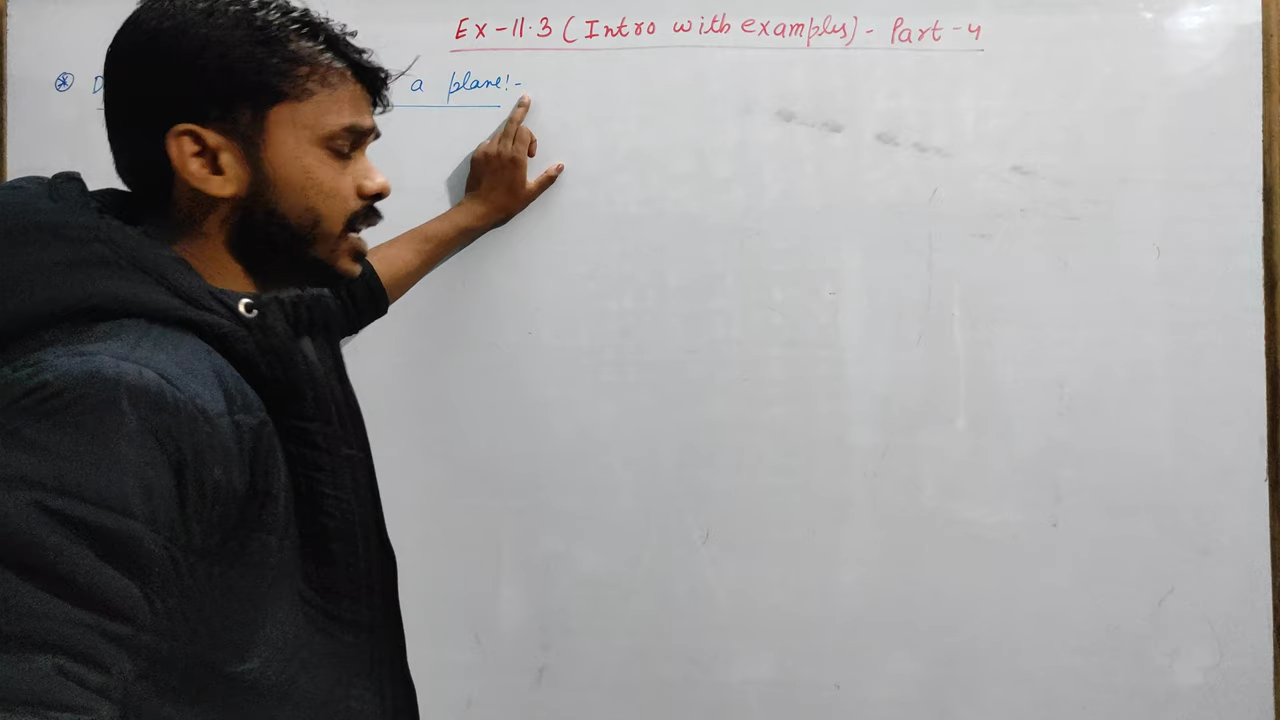 Ex-11.3 (Intro with examples) - Part-4
* D a plane:-